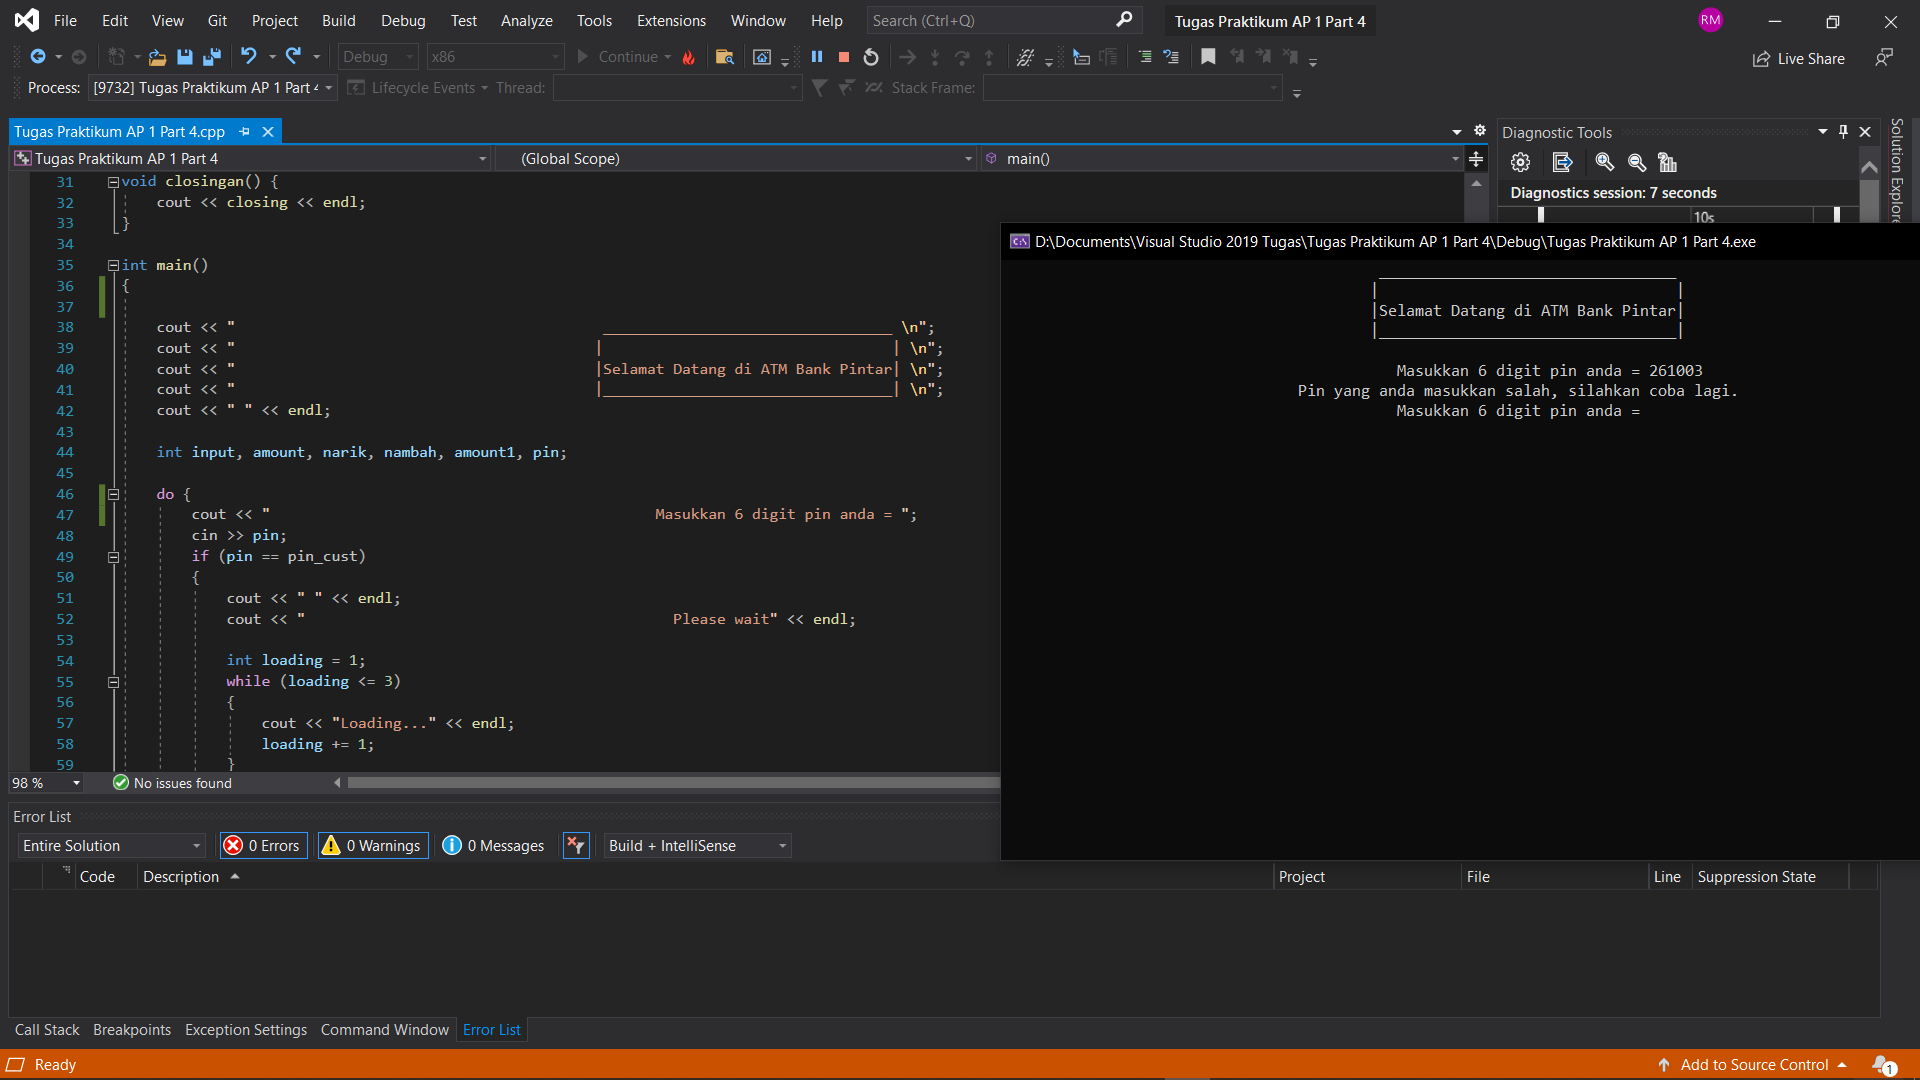 File Edit View Git Project Build Debug Test Analyze Tools Extensions Window Help Search (Ctrl+Q) Tugas Praktikum AP 1 Part 4 RM
Debug x86 Continue Live Share
Process: [9732] Tugas Praktikum AP 1 Part 4 Lifecycle Events Thread: Stack Frame:
Tugas Praktikum AP 1 Part 4.cpp
Tugas Praktikum AP 1 Part 4 (Global Scope) main()
31 void closingan() {
32 cout << closing << endl;
33 }
34
35 int main()
36 {
37
38 cout << " _________________________________ \n";
39 cout << " | | \n";
40 cout << " |Selamat Datang di ATM Bank Pintar| \n";
41 cout << " |_________________________________| \n";
42 cout << " " << endl;
43
44 int input, amount, narik, nambah, amount1, pin;
45
46 do {
47 cout << " Masukkan 6 digit pin anda = ";
48 cin >> pin;
49 if (pin == pin_cust)
50 {
51 cout << " " << endl;
52 cout << " Please wait" << endl;
53
54 int loading = 1;
55 while (loading <= 3)
56 {
57 cout << "Loading..." << endl;
58 loading += 1;
59 }
98 % No issues found
Diagnostic Tools
Diagnostics session: 7 seconds
10s
Solution Explore
D:\Documents\Visual Studio 2019 Tugas\Tugas Praktikum AP 1 Part 4\Debug\Tugas Praktikum AP 1 Part 4.exe
_________________________________
| |
|Selamat Datang di ATM Bank Pintar|
|_________________________________|
Masukkan 6 digit pin anda = 261003
Pin yang anda masukkan salah, silahkan coba lagi.
Masukkan 6 digit pin anda =
Error List
Entire Solution 0 Errors 0 Warnings 0 Messages Build + IntelliSense
Code Description Project File Line Suppression State
Call Stack Breakpoints Exception Settings Command Window Error List
Ready Add to Source Control 1